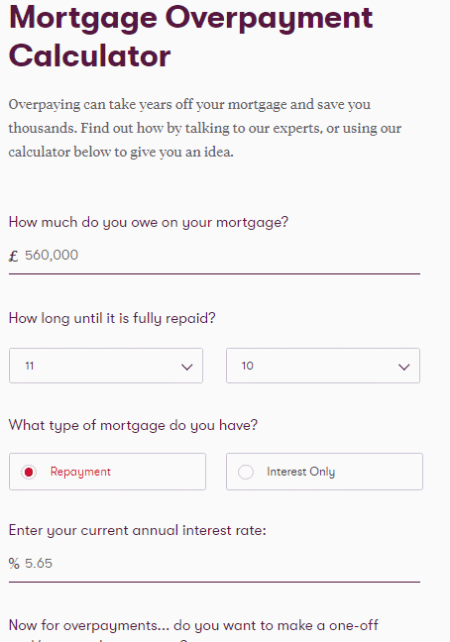 Mortgage Overpayment
Calculator
Overpaying can take years off your mortgage and save you
thousands. Find out how by talking to our experts, or using our
calculator below to give you an idea.
How much do you owe on your mortgage?
£ 560,000
How long until it is fully repaid?
11 10
What type of mortgage do you have?
Repayment Interest Only
Enter your current annual interest rate:
% 5.65
Now for overpayments... do you want to make a one-off